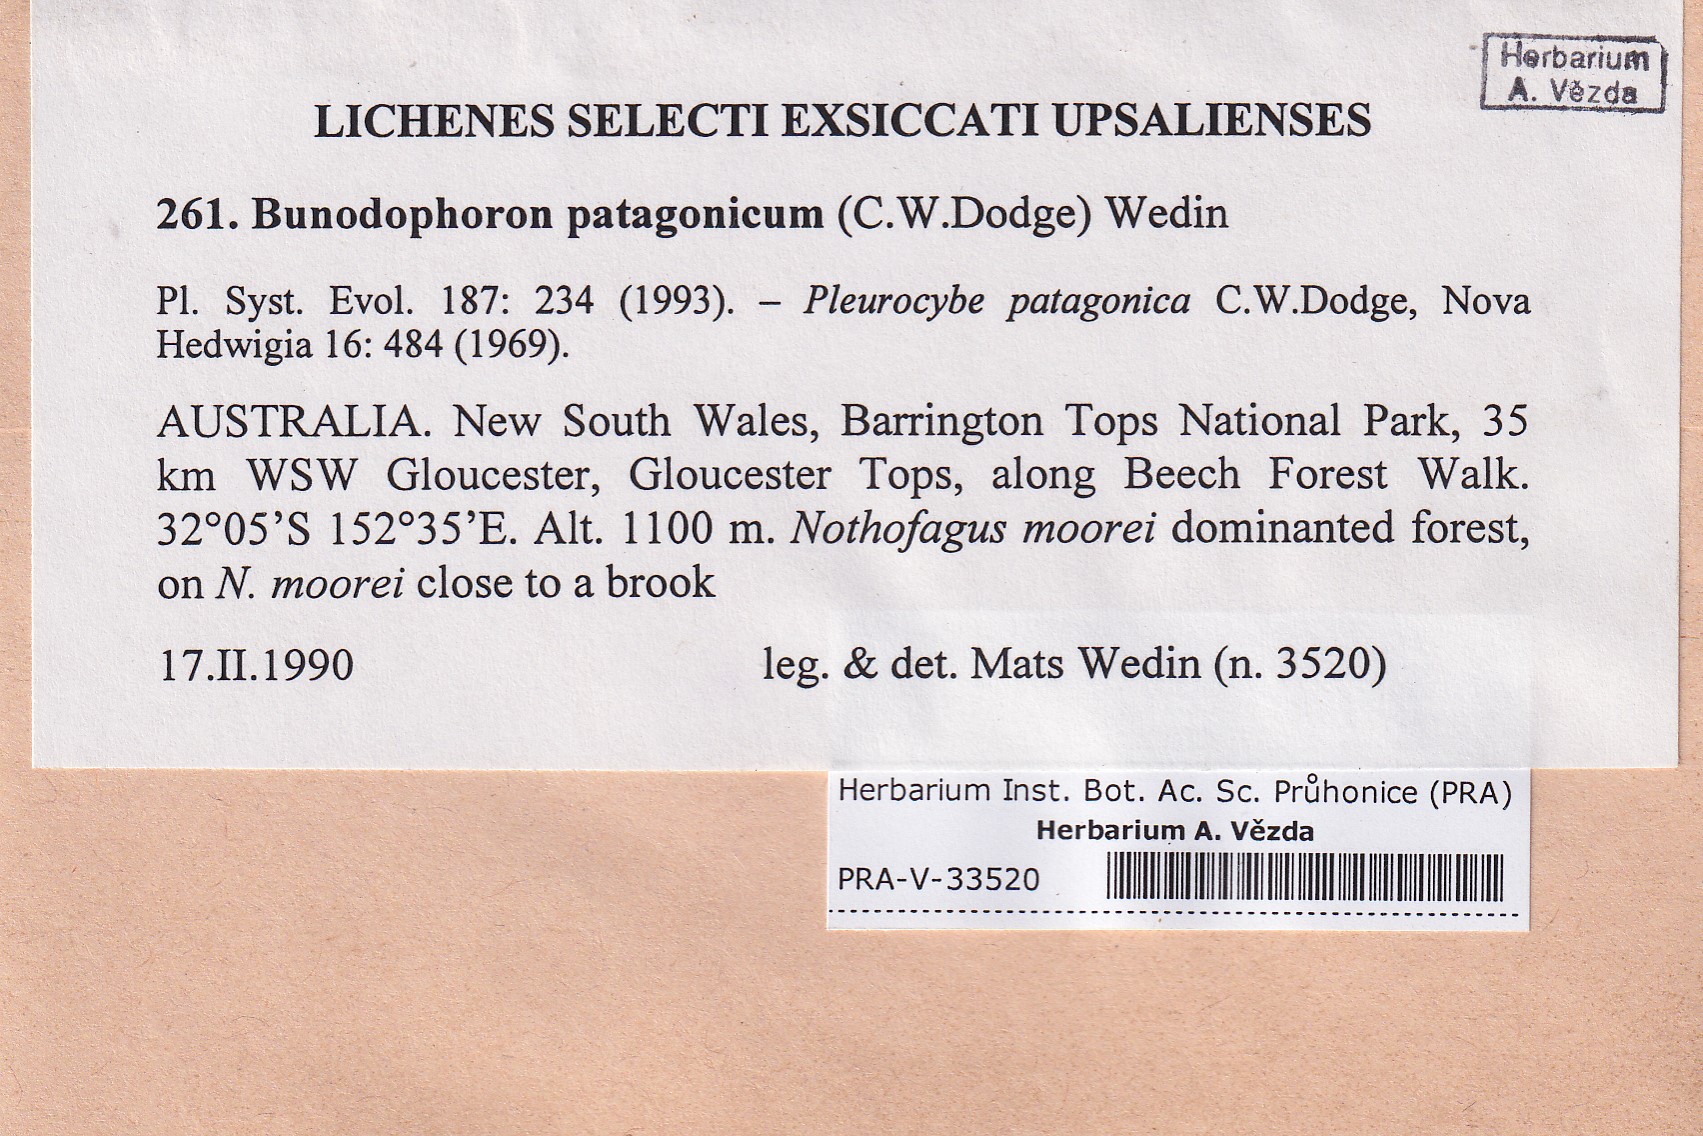 Herbarium
A. Vězda
LICHENES SELECTI EXSICCATI UPSALIENSES
261. Bunodophoron patagonicum (C.W.Dodge) Wedin
Pl. Syst. Evol. 187: 234 (1993). – Pleurocybe patagonica C.W.Dodge, Nova
Hedwigia 16: 484 (1969).
AUSTRALIA. New South Wales, Barrington Tops National Park, 35
km WSW Gloucester, Gloucester Tops, along Beech Forest Walk.
32°05’S 152°35’E. Alt. 1100 m. Nothofagus moorei dominanted forest,
on N. moorei close to a brook
17.II.1990 leg. & det. Mats Wedin (n. 3520)
Herbarium Inst. Bot. Ac. Sc. Průhonice (PRA)
Herbarium A. Vězda
PRA-V-33520